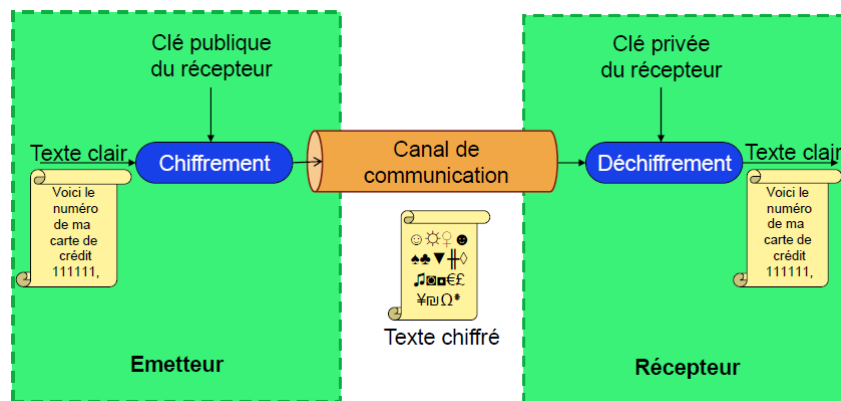 Clé publique
du récepteur
Clé privée
du récepteur
Texte clair
Chiffrement
Canal de
communication
Déchiffrement
Texte clair
Voici le
numéro
de ma
carte de
crédit
111111,
☺☼♀☻
♠♣▼╫◊
♫◙◘€£
¥₪Ω*
Texte chiffré
Voici le
numéro
de ma
carte de
crédit
111111,
Emetteur
Récepteur